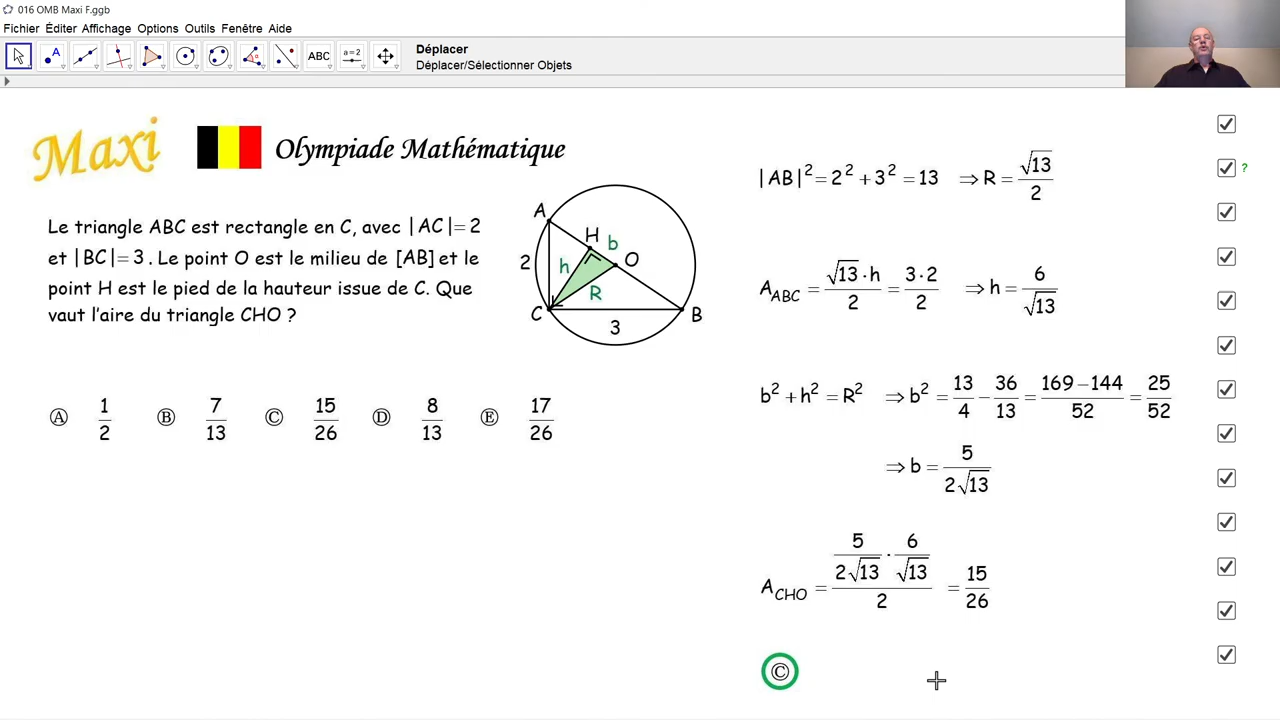 016 OMB Maxi F.ggb
Fichier Éditer Affichage Options Outils Fenêtre Aide
A
ABC
a=2
Déplacer
Déplacer/Sélectionner Objets
Maxi
Olympiade Mathématique
Le triangle ABC est rectangle en C, avec |AC|=2
et |BC|=3. Le point O est le milieu de [AB] et le
point H est le pied de la hauteur issue de C. Que
vaut l'aire du triangle CHO ?
A
H
b
O
2
h
R
C
B
3
Ⓐ 1/2 Ⓑ 7/13 Ⓒ 15/26 Ⓓ 8/13 Ⓔ 17/26
|AB|² = 2² + 3² = 13 ⇒ R = √13/2
A_ABC = √13·h/2 = 3·2/2 ⇒ h = 6/√13
b² + h² = R² ⇒ b² = 13/4 − 36/13 = 169−144/52 = 25/52
⇒ b = 5/2√13
A_CHO = 5/2√13 · 6/√13 / 2 = 15/26
Ⓒ
?